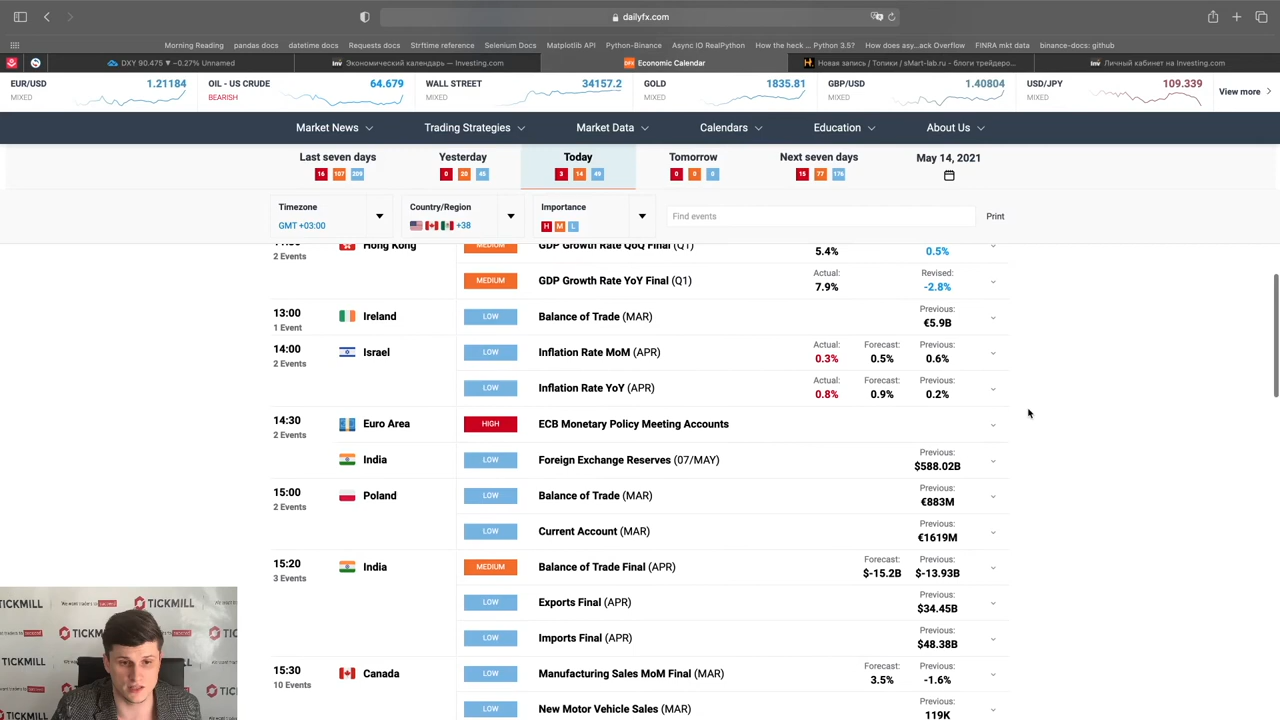 dailyfx.com
Morning Reading
pandas docs
datetime docs
Requests docs
Strftime reference
Selenium Docs
Matplotlib API
Python-Binance
Async IO RealPython
How the heck ... Python 3.5?
How does asy...ack Overflow
FINRA mkt data
binance-docs: github
DXY 90.475 ▼ −0.27% Unnamed
Экономический календарь — Investing.com
Economic Calendar
Новая запись / Топики / sMart-lab.ru - блоги трейдеро...
Личный кабинет на Investing.com
EUR/USD 1.21184
MIXED
OIL - US CRUDE 64.679
BEARISH
WALL STREET 34157.2
MIXED
GOLD 1835.81
MIXED
GBP/USD 1.40804
MIXED
USD/JPY 109.339
MIXED
View more
Market News
Trading Strategies
Market Data
Calendars
Education
About Us
Last seven days
16 107 209
Yesterday
0 20 45
Today
3 14 49
Tomorrow
0 0 0
Next seven days
15 77 176
May 14, 2021
Timezone
GMT +03:00
Country/Region
+38
Importance
H M L
Find events
Print
2 Events
Hong Kong
MEDIUM
GDP Growth Rate QoQ Final (Q1)
5.4% 0.5%
MEDIUM
GDP Growth Rate YoY Final (Q1)
Actual: Revised:
7.9% -2.8%
13:00 Ireland LOW Balance of Trade (MAR)
1 Event
Previous:
€5.9B
14:00 Israel LOW Inflation Rate MoM (APR)
2 Events
Actual: Forecast: Previous:
0.3% 0.5% 0.6%
LOW Inflation Rate YoY (APR)
Actual: Forecast: Previous:
0.8% 0.9% 0.2%
14:30 Euro Area HIGH ECB Monetary Policy Meeting Accounts
2 Events
India LOW Foreign Exchange Reserves (07/MAY)
Previous:
$588.02B
15:00 Poland LOW Balance of Trade (MAR)
2 Events
Previous:
€883M
LOW Current Account (MAR)
Previous:
€1619M
15:20 India MEDIUM Balance of Trade Final (APR)
3 Events
Forecast: Previous:
$-15.2B $-13.93B
LOW Exports Final (APR)
Previous:
$34.45B
LOW Imports Final (APR)
Previous:
$48.38B
15:30 Canada LOW Manufacturing Sales MoM Final (MAR)
10 Events
Forecast: Previous:
3.5% -1.6%
LOW New Motor Vehicle Sales (MAR)
Previous:
119K
TICKMILL
TICKMILL
TICKMILL